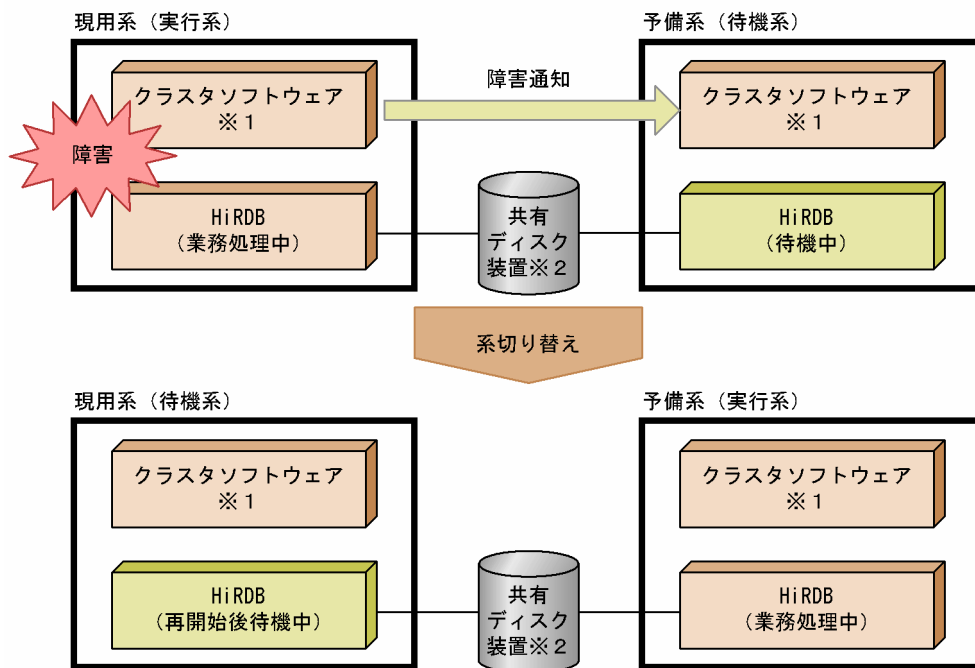 現用系（実行系）
予備系（待機系）
クラスタソフトウェア
※１
障害通知
クラスタソフトウェア
※１
障害
HiRDB
（業務処理中）
共有
ディスク
装置※２
HiRDB
（待機中）
系切り替え
現用系（待機系）
予備系（実行系）
クラスタソフトウェア
※１
クラスタソフトウェア
※１
HiRDB
（再開始後待機中）
共有
ディスク
装置※２
HiRDB
（業務処理中）